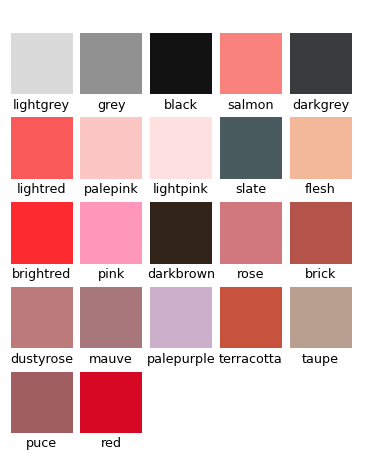 lightgrey grey black salmon darkgrey
lightred palepink lightpink slate flesh
brightred pink darkbrown rose brick
dustyrose mauve palepurple terracotta taupe
puce red